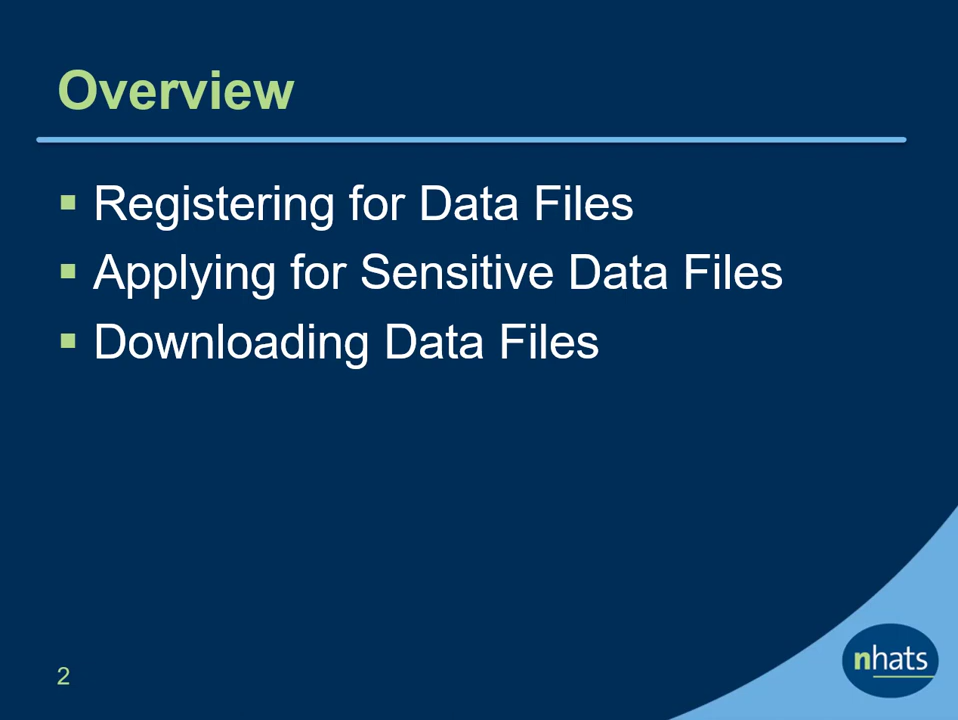 Overview
Registering for Data Files
Applying for Sensitive Data Files
Downloading Data Files
2
nhats